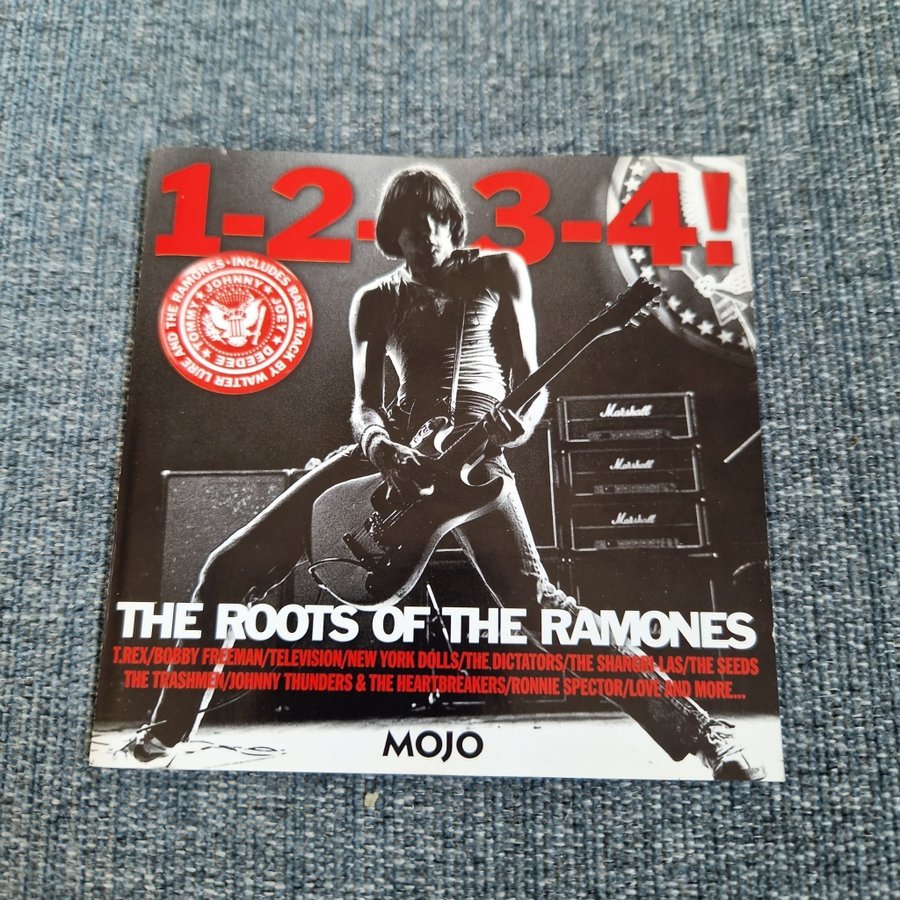 1-2-3-4!
AND THE RAMONES · INCLUDES RARE TRACK BY WALTER LURE
TOMMY ★ JOHNNY ★ JOEY ★ DEEDEE ★
Marshall
Marshall
Marshall
THE ROOTS OF THE RAMONES
T.REX/BOBBY FREEMAN/TELEVISION/NEW YORK DOLLS/THE DICTATORS/THE SHANGRI-LAS/THE SEEDS
THE TRASHMEN/JOHNNY THUNDERS & THE HEARTBREAKERS/RONNIE SPECTOR/LOVE AND MORE...
MOJO